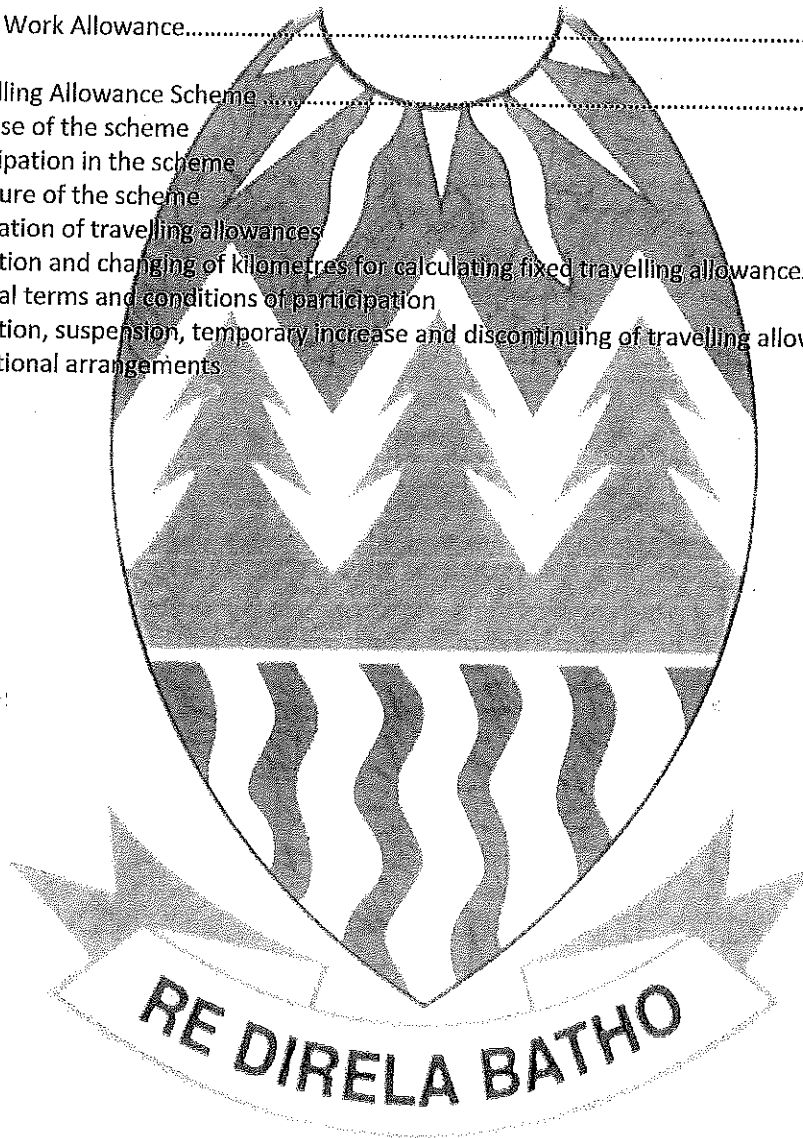 Work Allowance
lling Allowance Scheme
se of the scheme
ipation in the scheme
ure of the scheme
ation of travelling allowances
tion and changing of kilometres for calculating fixed travelling allowance.
al terms and conditions of participation
tion, suspension, temporary increase and discontinuing of travelling allow
tional arrangements
RE DIRELA BATHO